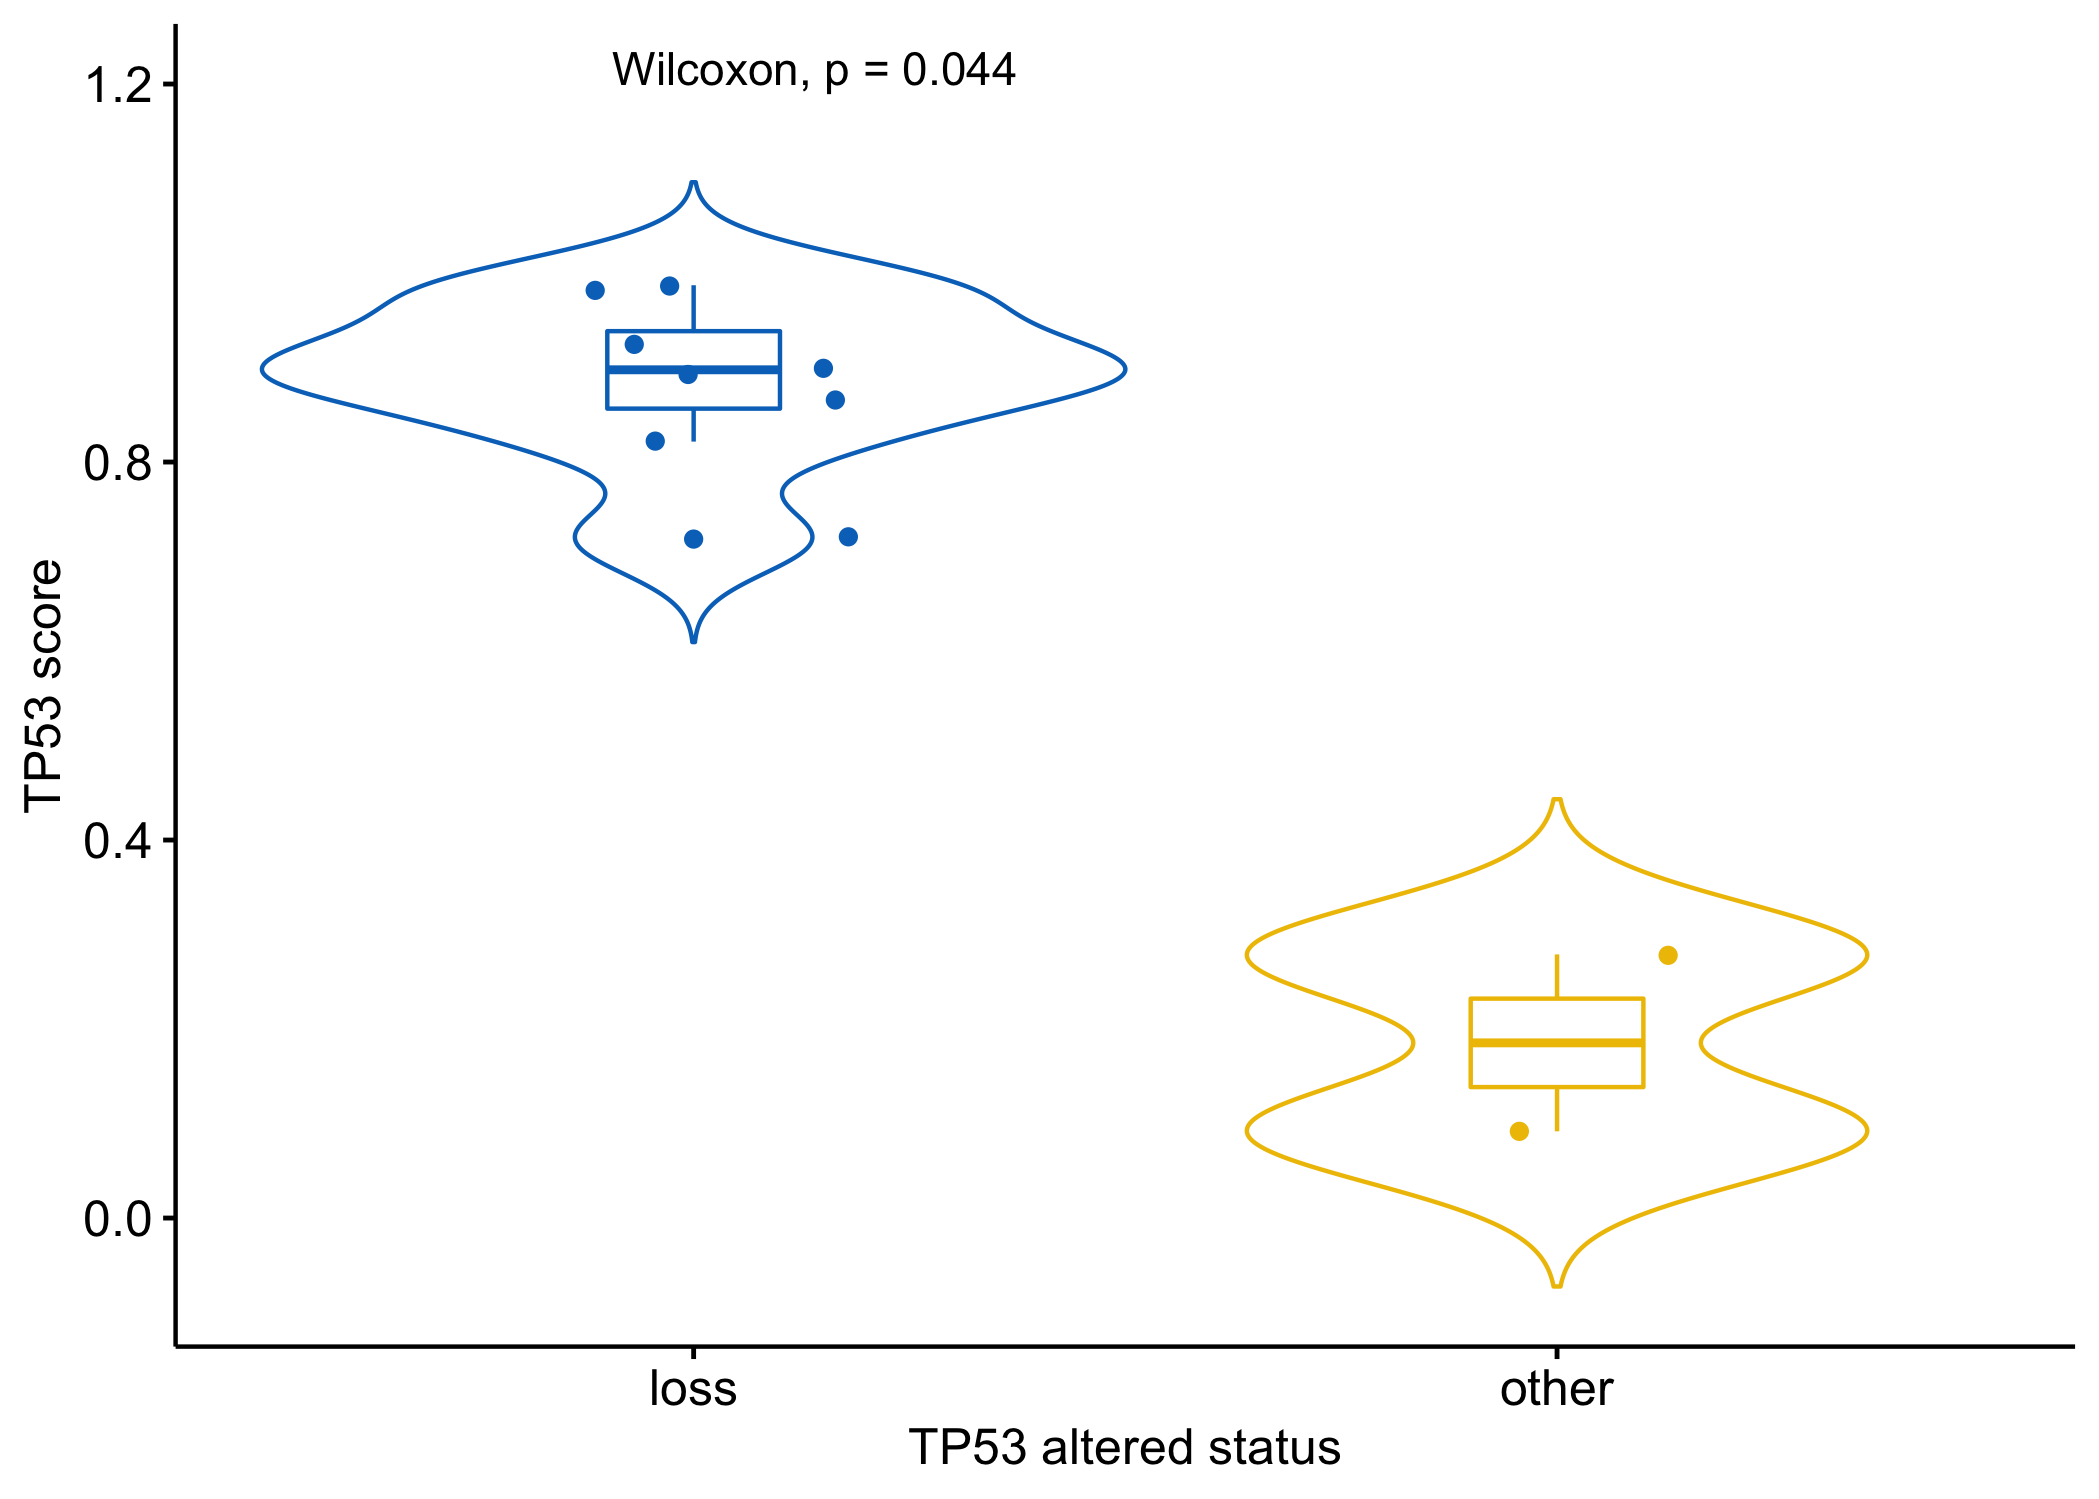 Wilcoxon, p = 0.044
1.2
0.8
0.4
0.0
TP53 score
loss
other
TP53 altered status